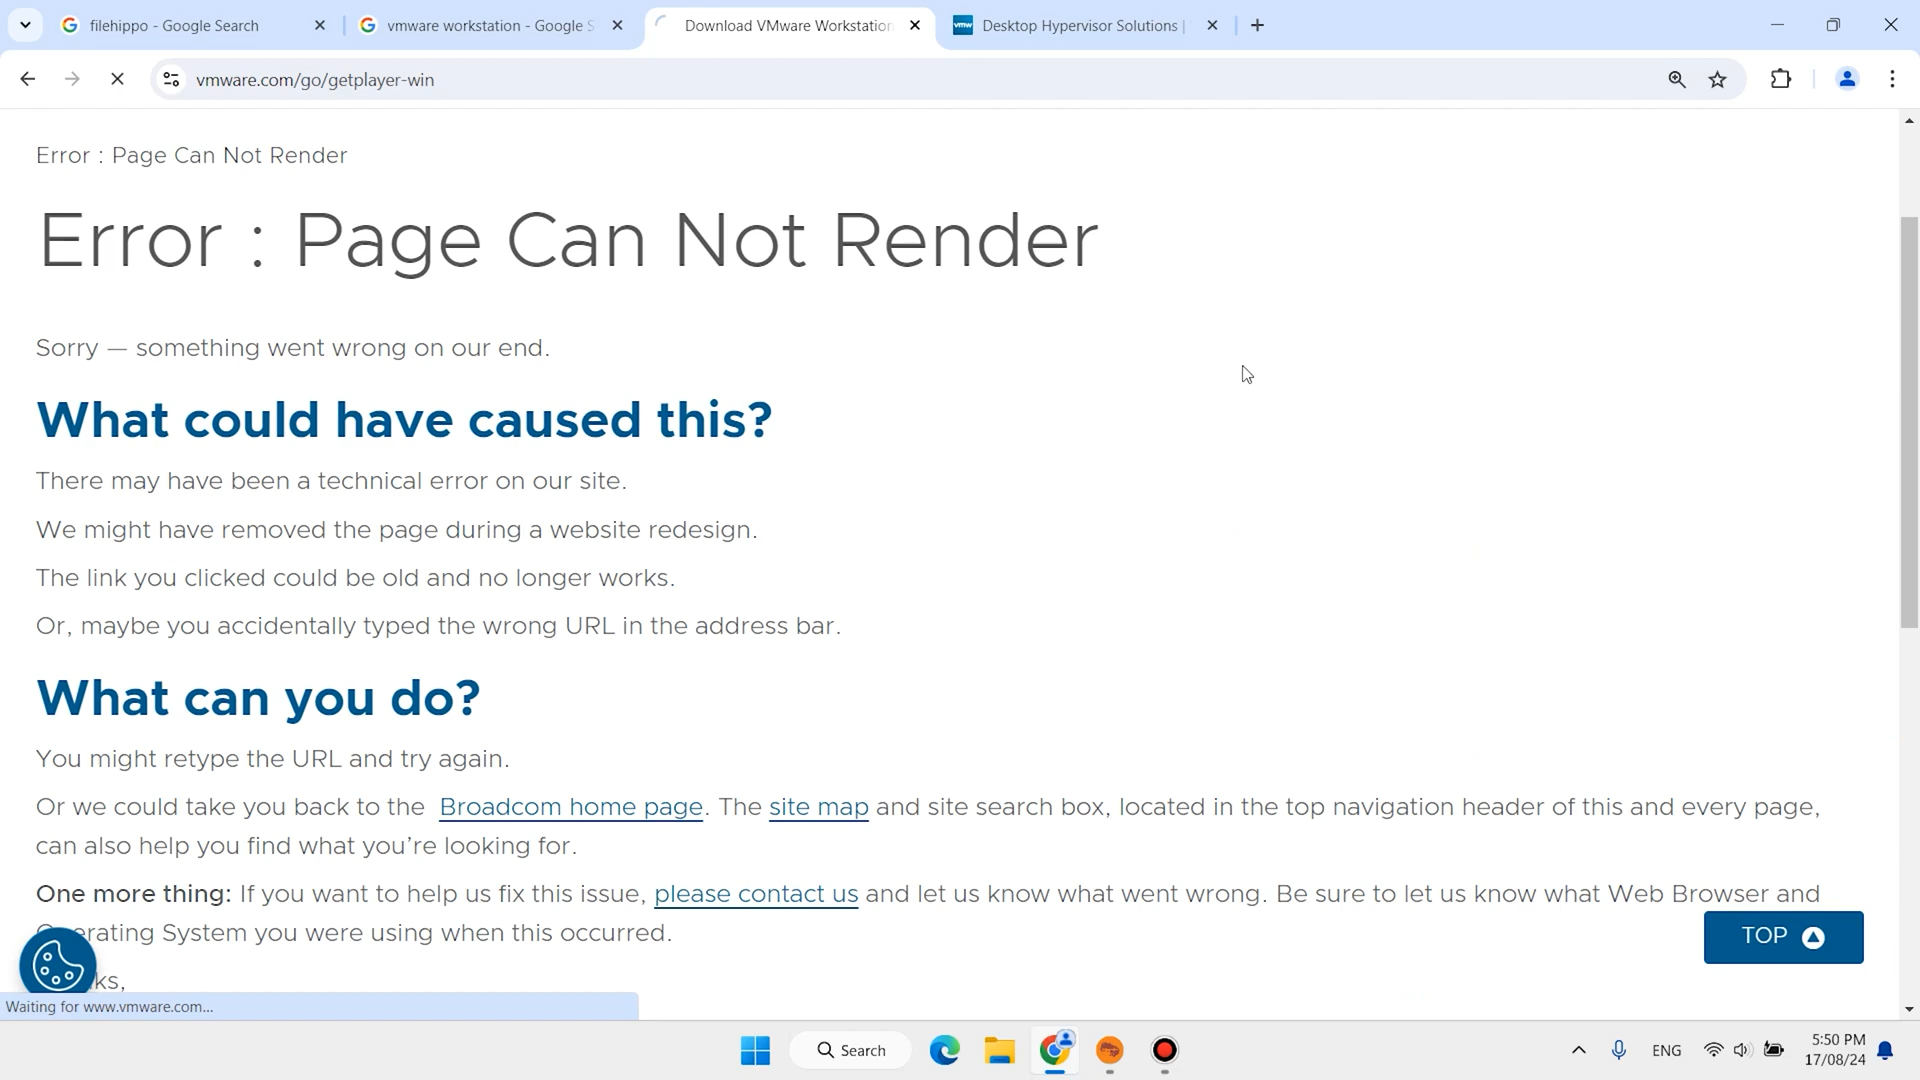 filehippo - Google Search
vmware workstation - Google S
Download VMware Workstation
vmw
Desktop Hypervisor Solutions |
vmware.com/go/getplayer-win
Error : Page Can Not Render
Error : Page Can Not Render
Sorry — something went wrong on our end.
What could have caused this?
There may have been a technical error on our site.
We might have removed the page during a website redesign.
The link you clicked could be old and no longer works.
Or, maybe you accidentally typed the wrong URL in the address bar.
What can you do?
You might retype the URL and try again.
Or we could take you back to the Broadcom home page. The site map and site search box, located in the top navigation header of this and every page,
can also help you find what you’re looking for.
One more thing: If you want to help us fix this issue, please contact us and let us know what went wrong. Be sure to let us know what Web Browser and
erating System you were using when this occurred.
TOP
ks,
Waiting for www.vmware.com...
Search
ENG
5:50 PM
17/08/24